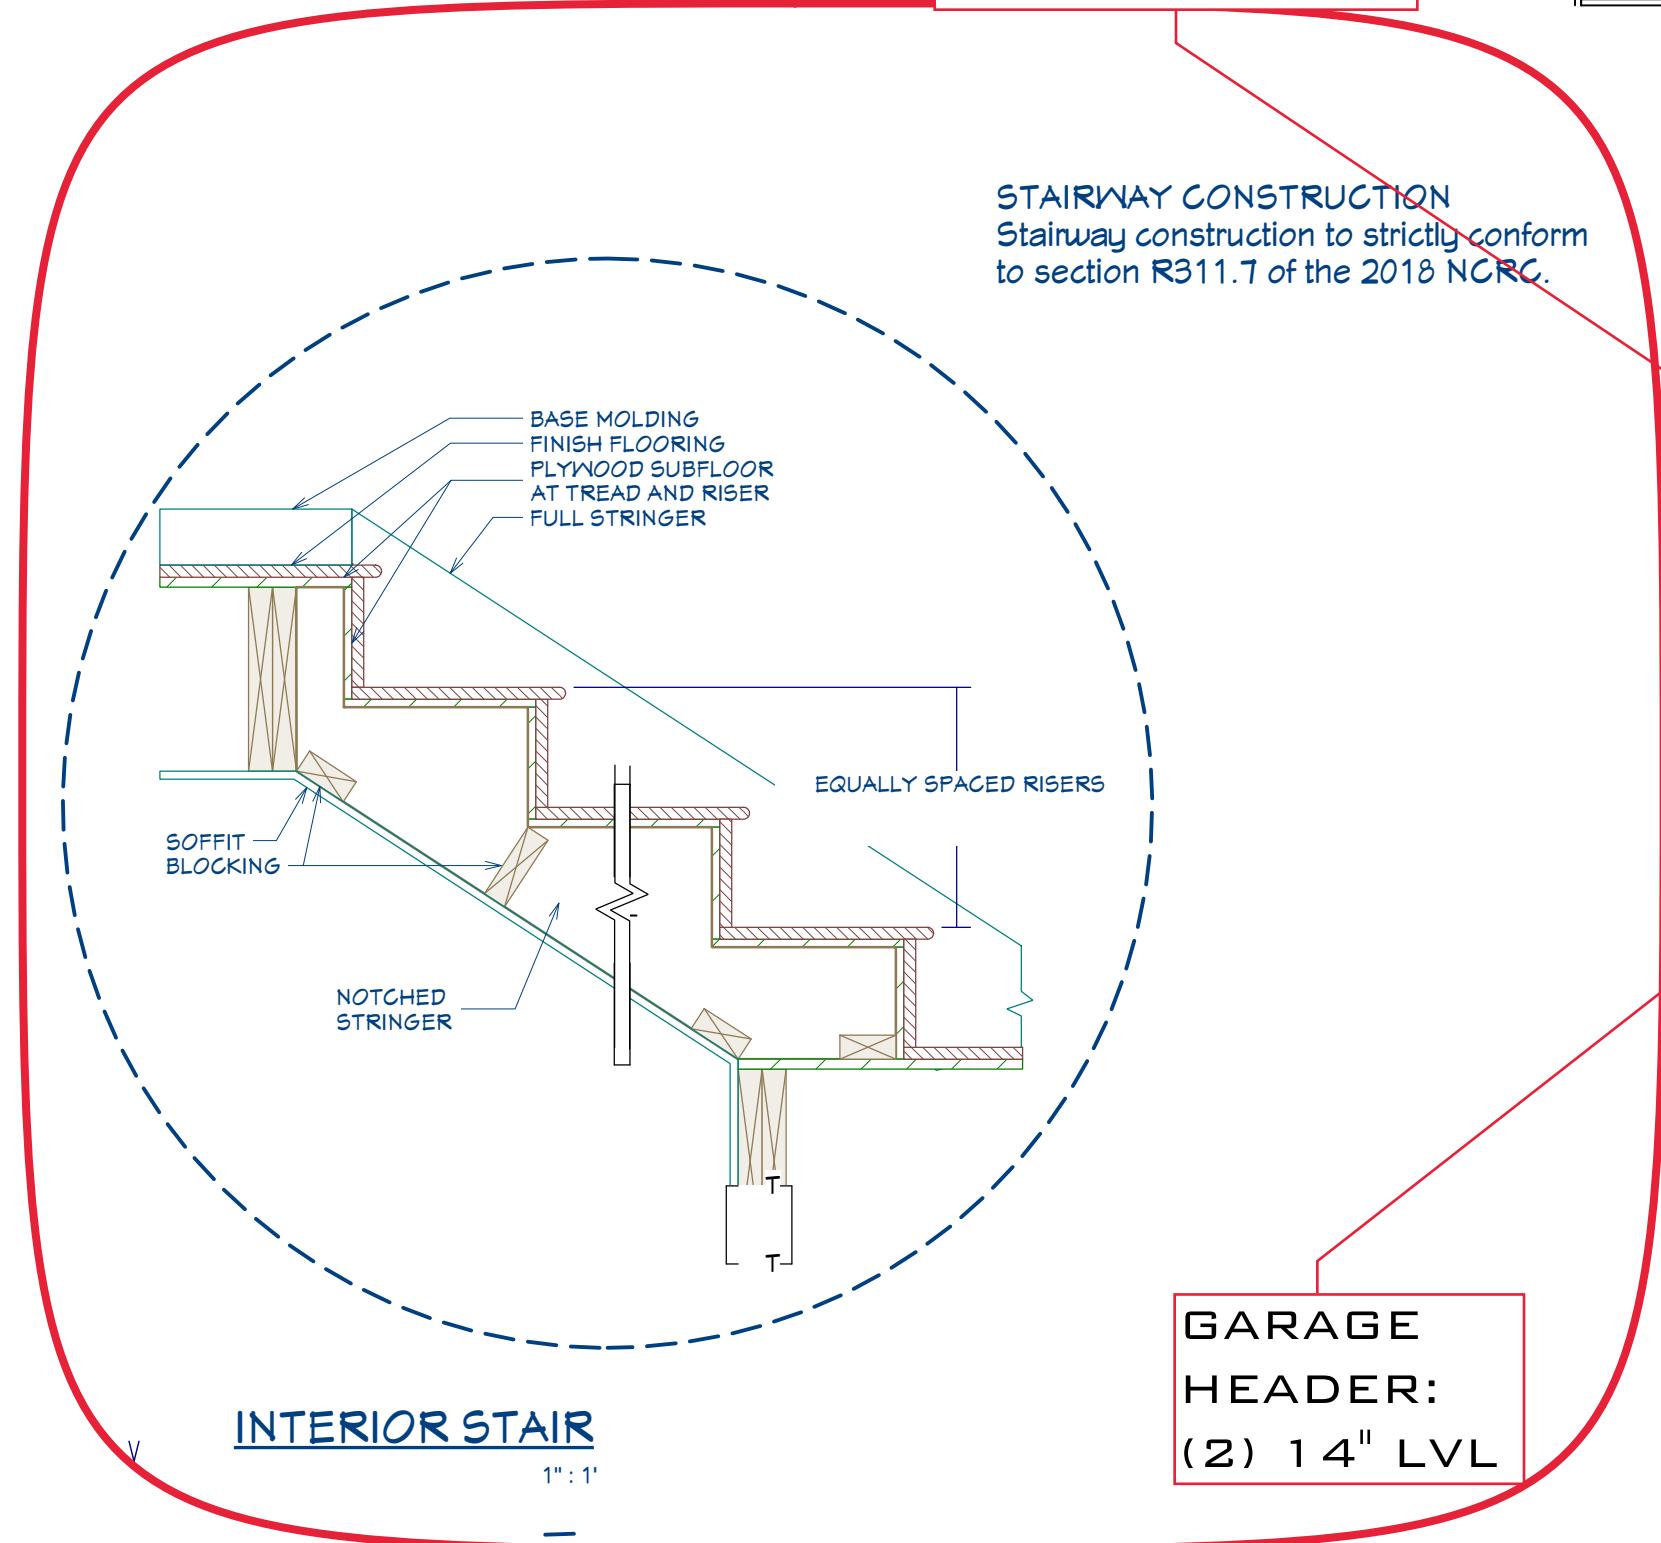 STAIRWAY CONSTRUCTION
Stairway construction to strictly conform
to section R311.7 of the 2018 NCRC.
BASE MOLDING
FINISH FLOORING
PLYWOOD SUBFLOOR
AT TREAD AND RISER
FULL STRINGER
EQUALLY SPACED RISERS
SOFFIT
BLOCKING
NOTCHED
STRINGER
GARAGE
HEADER:
(2) 14" LVL
INTERIOR STAIR
1" : 1'